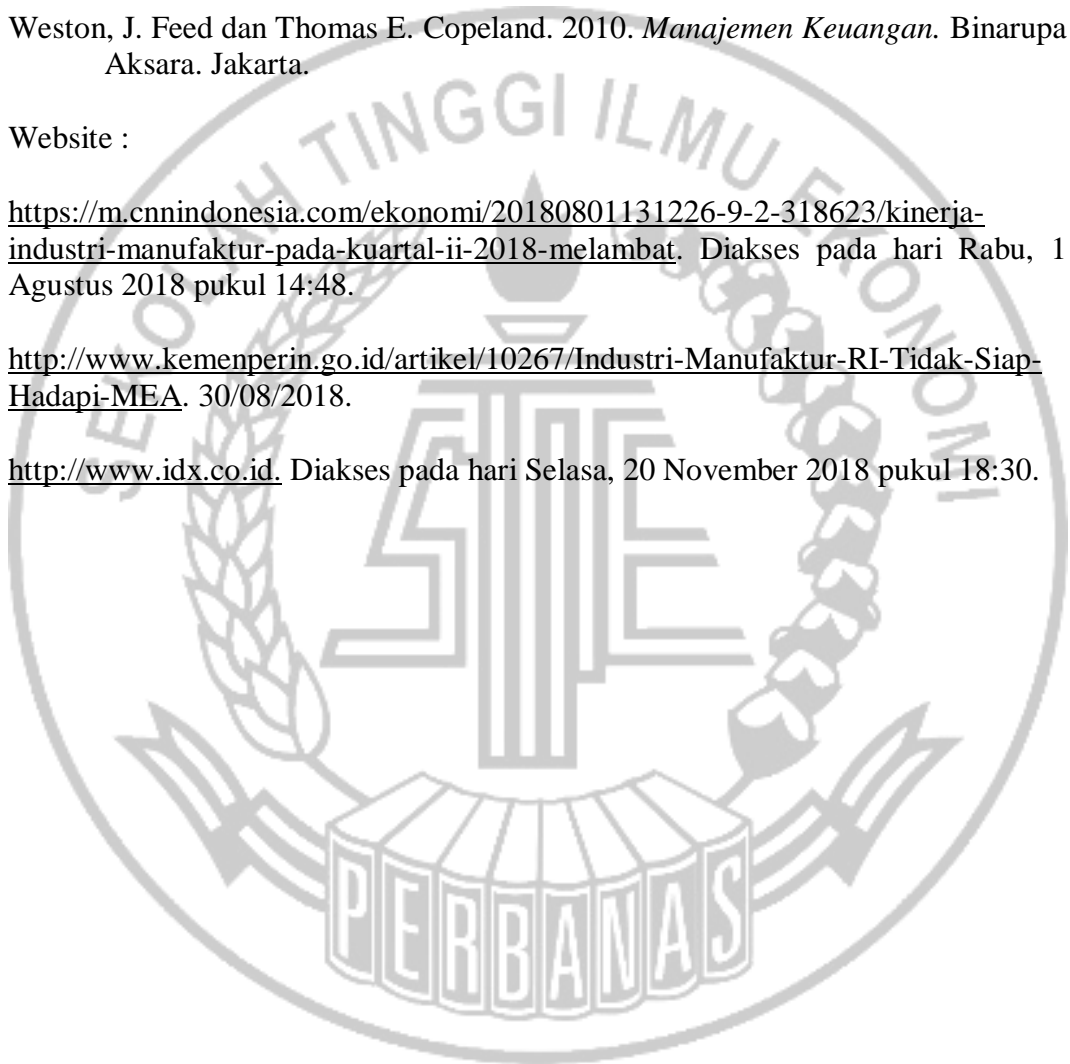 Weston, J. Feed dan Thomas E. Copeland. 2010. Manajemen Keuangan. Binarupa
Aksara. Jakarta.
Website :
https://m.cnnindonesia.com/ekonomi/20180801131226-9-2-318623/kinerja-
industri-manufaktur-pada-kuartal-ii-2018-melambat. Diakses pada hari Rabu, 1
Agustus 2018 pukul 14:48.
http://www.kemenperin.go.id/artikel/10267/Industri-Manufaktur-RI-Tidak-Siap-
Hadapi-MEA. 30/08/2018.
http://www.idx.co.id. Diakses pada hari Selasa, 20 November 2018 pukul 18:30.
SEKOLAH TINGGI ILMU EKONOMI
STIE
PERBANAS